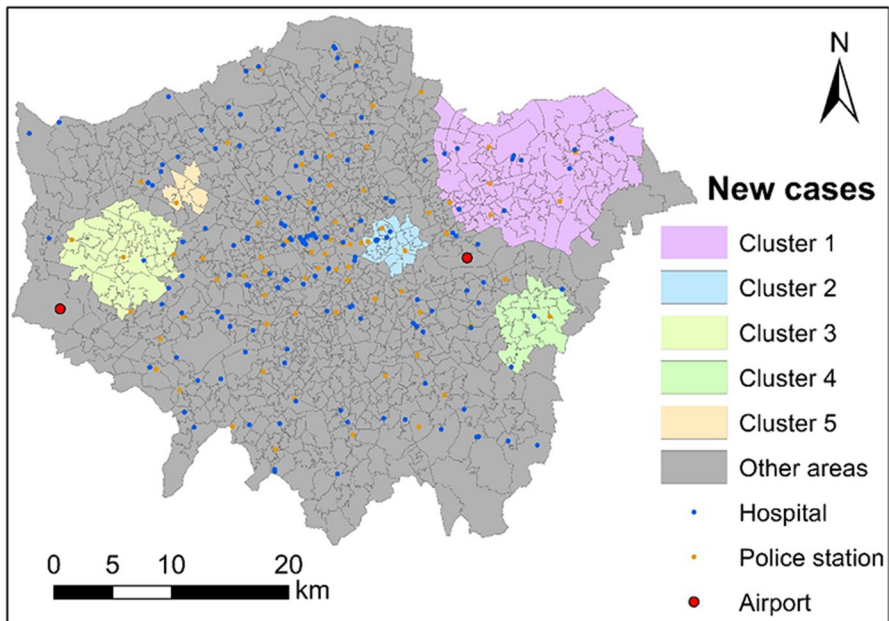 N
New cases
Cluster 1
Cluster 2
Cluster 3
Cluster 4
Cluster 5
Other areas
Hospital
Police station
Airport
0 5 10 20
km